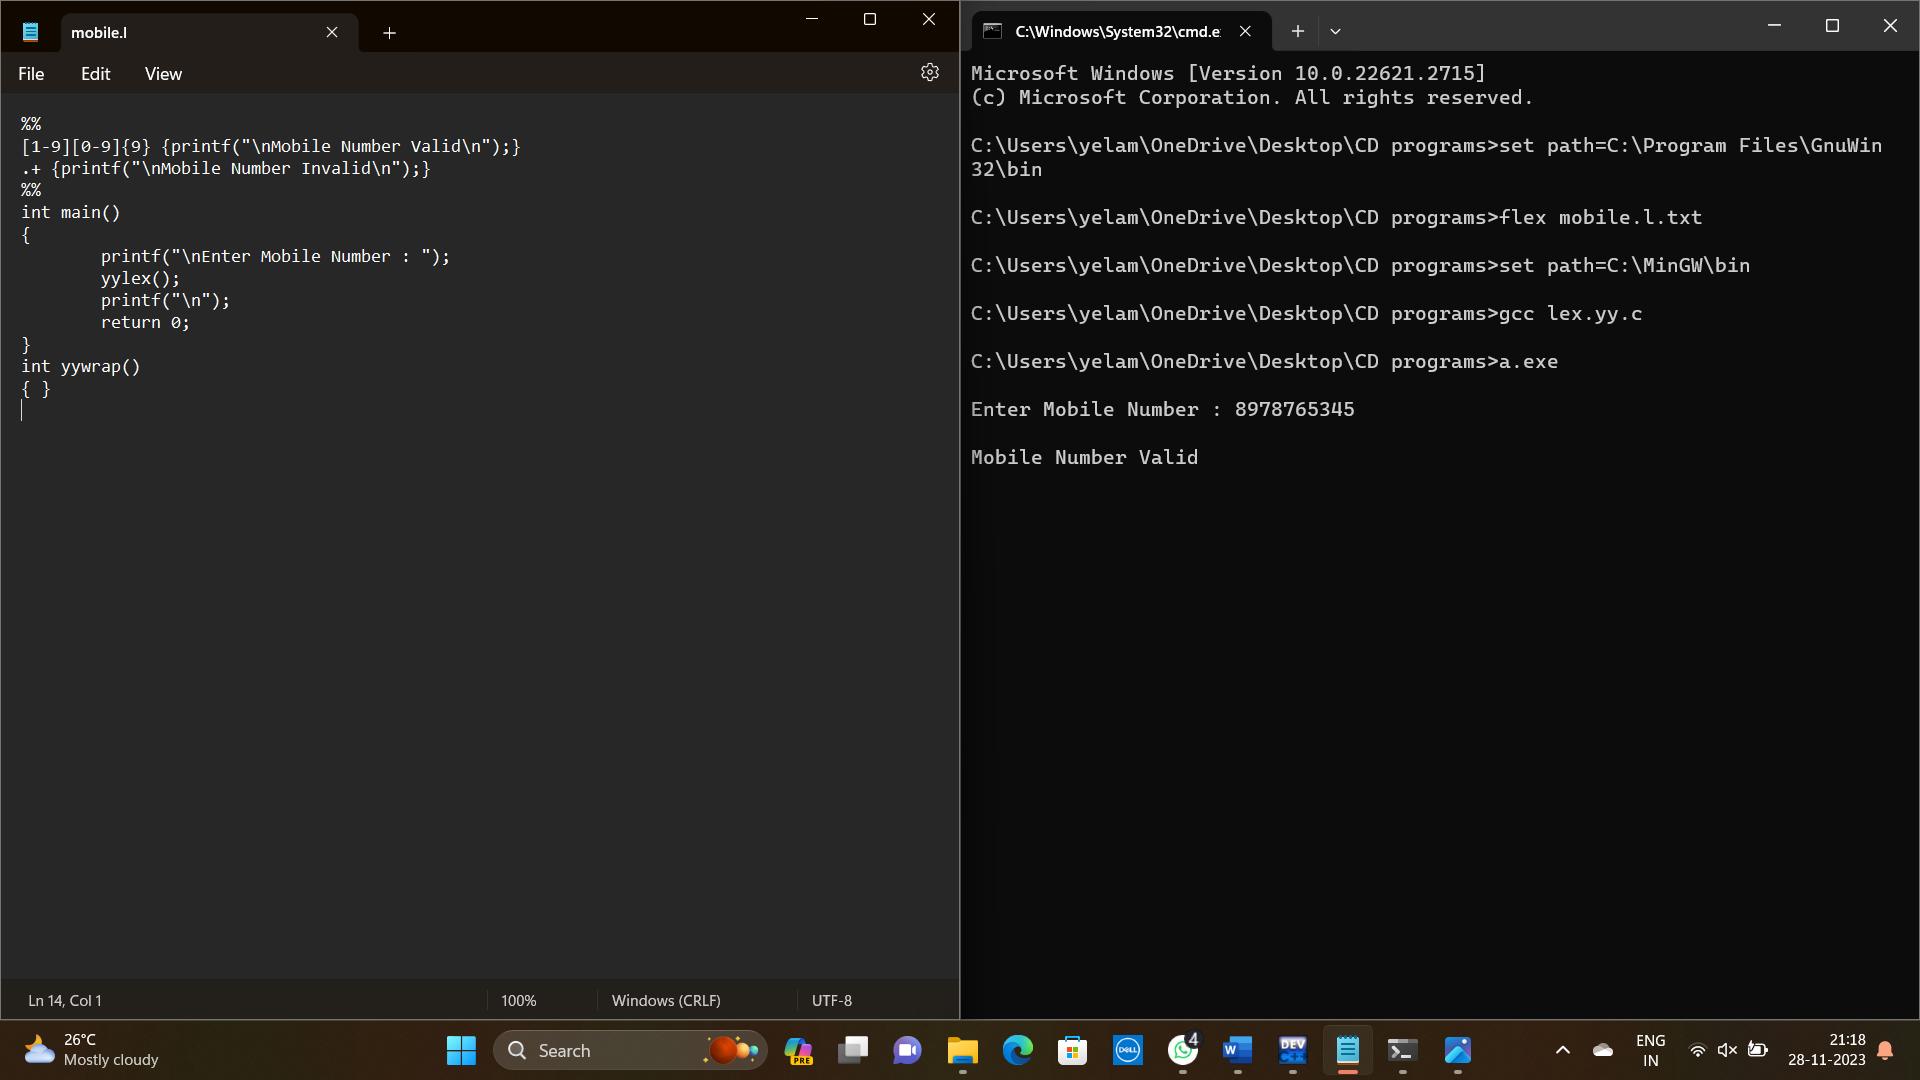 mobile.l
File Edit View
%%
[1-9][0-9]{9} {printf("\nMobile Number Valid\n");}
.+ {printf("\nMobile Number Invalid\n");}
%%
int main()
{
printf("\nEnter Mobile Number : ");
yylex();
printf("\n");
return 0;
}
int yywrap()
{ }
Ln 14, Col 1 100% Windows (CRLF) UTF-8
C:\Windows\System32\cmd.e
Microsoft Windows [Version 10.0.22621.2715]
(c) Microsoft Corporation. All rights reserved.
C:\Users\yelam\OneDrive\Desktop\CD programs>set path=C:\Program Files\GnuWin
32\bin
C:\Users\yelam\OneDrive\Desktop\CD programs>flex mobile.l.txt
C:\Users\yelam\OneDrive\Desktop\CD programs>set path=C:\MinGW\bin
C:\Users\yelam\OneDrive\Desktop\CD programs>gcc lex.yy.c
C:\Users\yelam\OneDrive\Desktop\CD programs>a.exe
Enter Mobile Number : 8978765345
Mobile Number Valid
26°C
Mostly cloudy
Search
PRE
DELL
4
W
DEV
C++
ENG
IN
21:18
28-11-2023